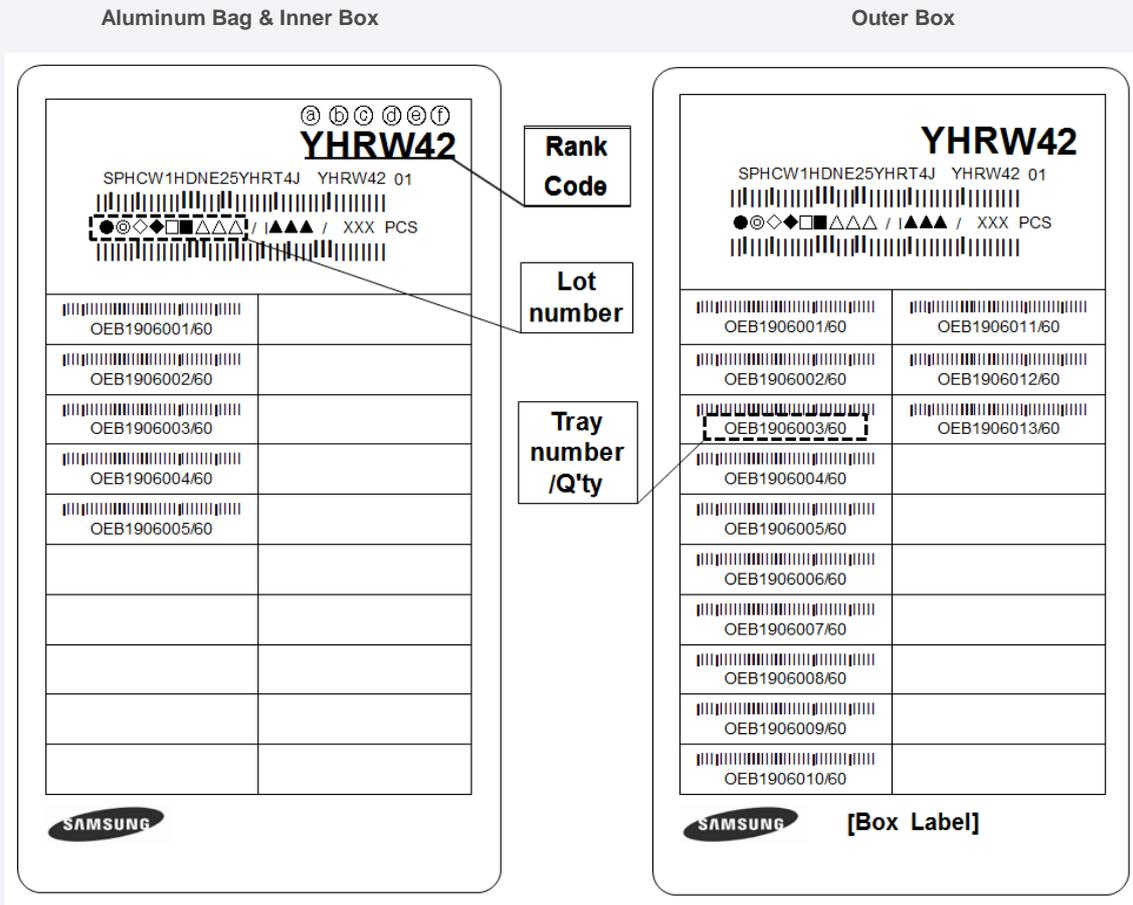 Aluminum Bag & Inner Box
ⓐ ⓑ ⓒ ⓓ ⓔ ⓕ
YHRW42
SPHCW1HDNE25YHRT4J YHRW42 01
●◎◇◆□■△△△ / I▲▲▲ / XXX PCS
OEB1906001/60
OEB1906002/60
OEB1906003/60
OEB1906004/60
OEB1906005/60
SAMSUNG
Rank
Code
Lot
number
Tray
number
/Q'ty
Outer Box
YHRW42
SPHCW1HDNE25YHRT4J YHRW42 01
●◎◇◆□■△△△ / I▲▲▲ / XXX PCS
OEB1906001/60 OEB1906011/60
OEB1906002/60 OEB1906012/60
OEB1906003/60 OEB1906013/60
OEB1906004/60
OEB1906005/60
OEB1906006/60
OEB1906007/60
OEB1906008/60
OEB1906009/60
OEB1906010/60
SAMSUNG [Box Label]